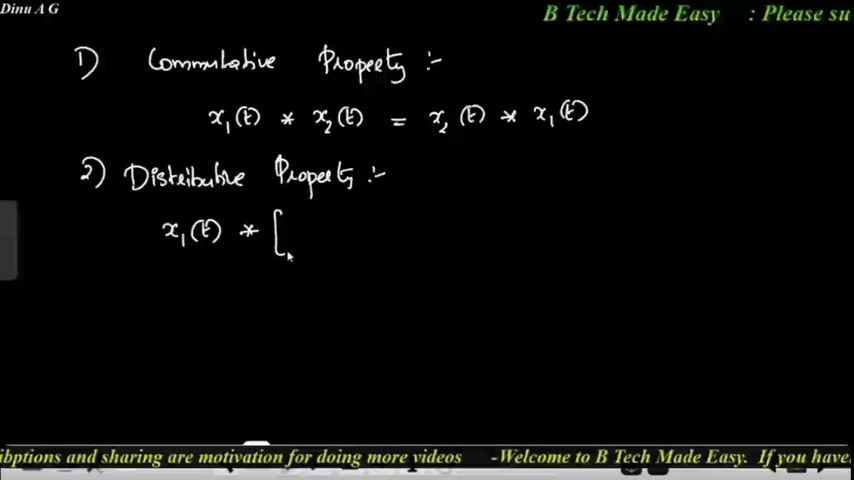 Dinu A G
B Tech Made Easy : Please su
1) Commutative Property :-
x₁(t) * x₂(t) = x₂(t) * x₁(t)
2) Distributive Property :-
x₁(t) * [
ibptions and sharing are motivation for doing more videos -Welcome to B Tech Made Easy. If you have